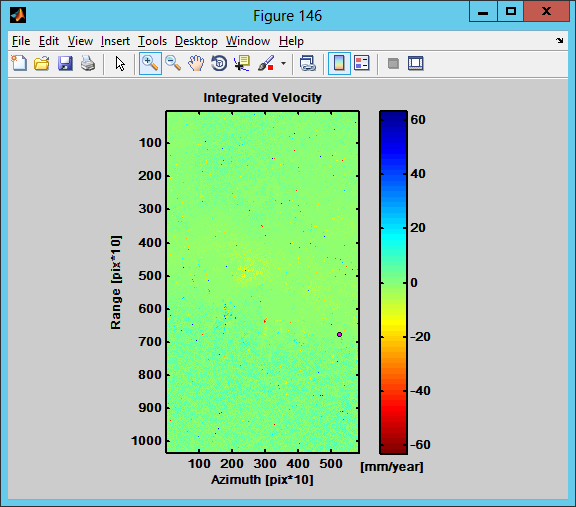 Figure 146
File Edit View Insert Tools Desktop Window Help
Integrated Velocity
100
200
300
400
500
600
700
800
900
1000
Range [pix*10]
100 200 300 400 500
Azimuth [pix*10]
60
40
20
0
-20
-40
-60
[mm/year]